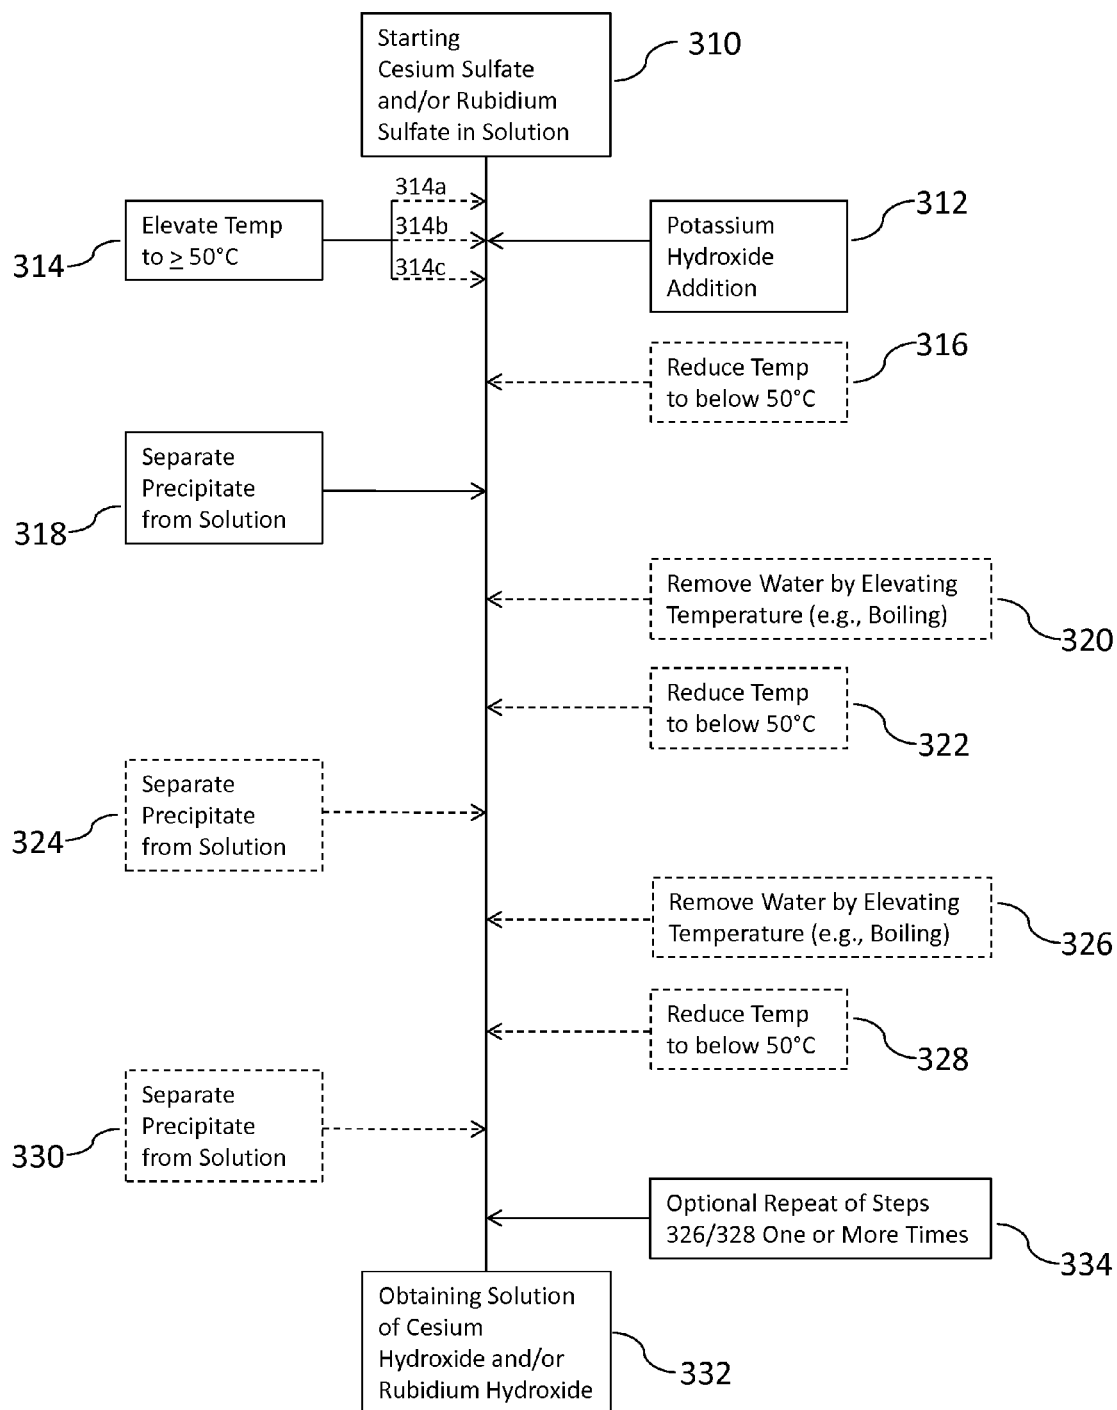 Starting
Cesium Sulfate
and/or Rubidium
Sulfate in Solution
310
314a
314b
314c
Elevate Temp
to ≥ 50°C
314
Potassium
Hydroxide
Addition
312
Reduce Temp
to below 50°C
316
Separate
Precipitate
from Solution
318
Remove Water by Elevating
Temperature (e.g., Boiling)
320
Reduce Temp
to below 50°C
322
Separate
Precipitate
from Solution
324
Remove Water by Elevating
Temperature (e.g., Boiling)
326
Reduce Temp
to below 50°C
328
Separate
Precipitate
from Solution
330
Optional Repeat of Steps
326/328 One or More Times
334
Obtaining Solution
of Cesium
Hydroxide and/or
Rubidium Hydroxide
332